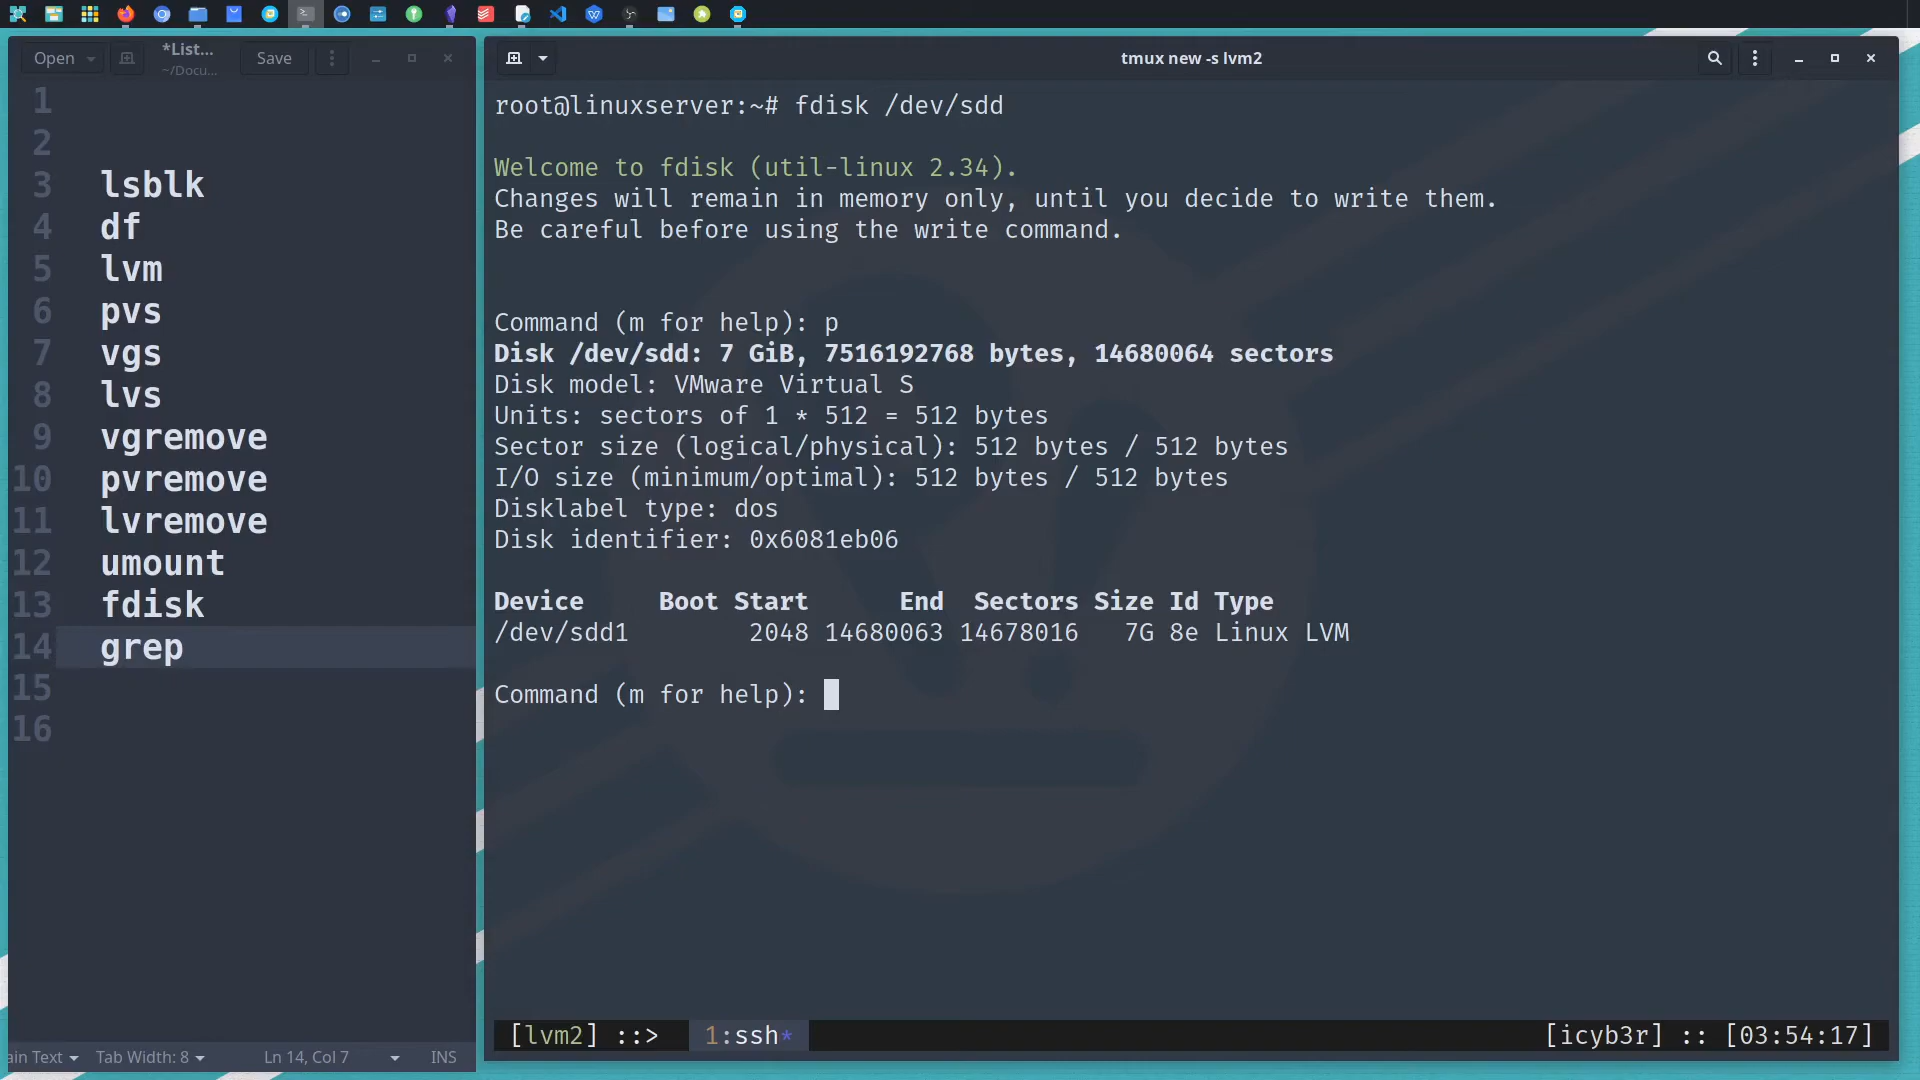 Open
*List...
~/Docu...
Save
1
2
3 lsblk
4 df
5 lvm
6 pvs
7 vgs
8 lvs
9 vgremove
10 pvremove
11 lvremove
12 umount
13 fdisk
14 grep
15
16
ain Text Tab Width: 8 Ln 14, Col 7 INS
tmux new -s lvm2
root@linuxserver:~# fdisk /dev/sdd
Welcome to fdisk (util-linux 2.34).
Changes will remain in memory only, until you decide to write them.
Be careful before using the write command.
Command (m for help): p
Disk /dev/sdd: 7 GiB, 7516192768 bytes, 14680064 sectors
Disk model: VMware Virtual S
Units: sectors of 1 * 512 = 512 bytes
Sector size (logical/physical): 512 bytes / 512 bytes
I/O size (minimum/optimal): 512 bytes / 512 bytes
Disklabel type: dos
Disk identifier: 0x6081eb06
Device Boot Start End Sectors Size Id Type
/dev/sdd1 2048 14680063 14678016 7G 8e Linux LVM
Command (m for help):
[lvm2] ::> 1:ssh* [icyb3r] :: [03:54:17]